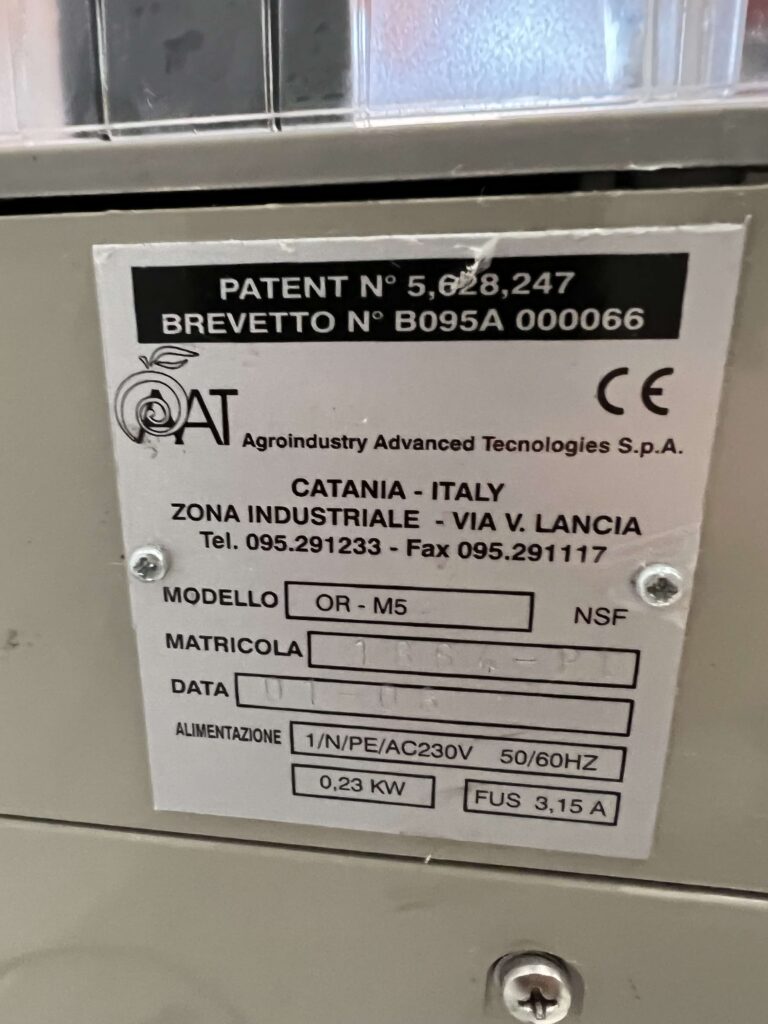 PATENT N° 5,628,247
BREVETTO N° B095A 000066
AAT
CE
Agroindustry Advanced Tecnologies S.p.A.
CATANIA - ITALY
ZONA INDUSTRIALE - VIA V. LANCIA
Tel. 095.291233 - Fax 095.291117
MODELLO OR - M5 NSF
MATRICOLA
DATA
ALIMENTAZIONE 1/N/PE/AC230V 50/60HZ
0,23 KW FUS 3,15 A